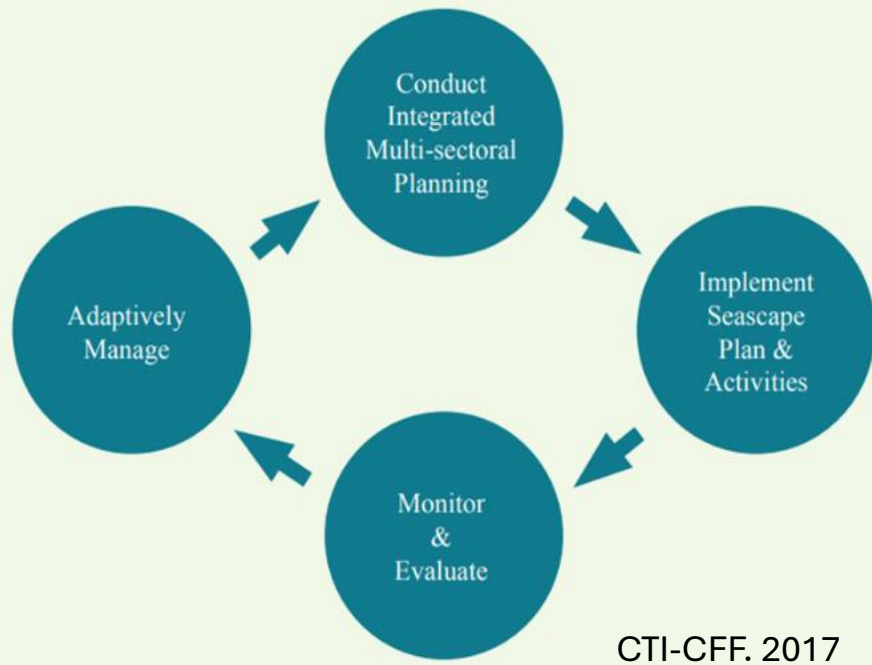 Conduct
Integrated
Multi-sectoral
Planning
Implement
Seascape
Plan &
Activities
Monitor
&
Evaluate
Adaptively
Manage
CTI-CFF. 2017